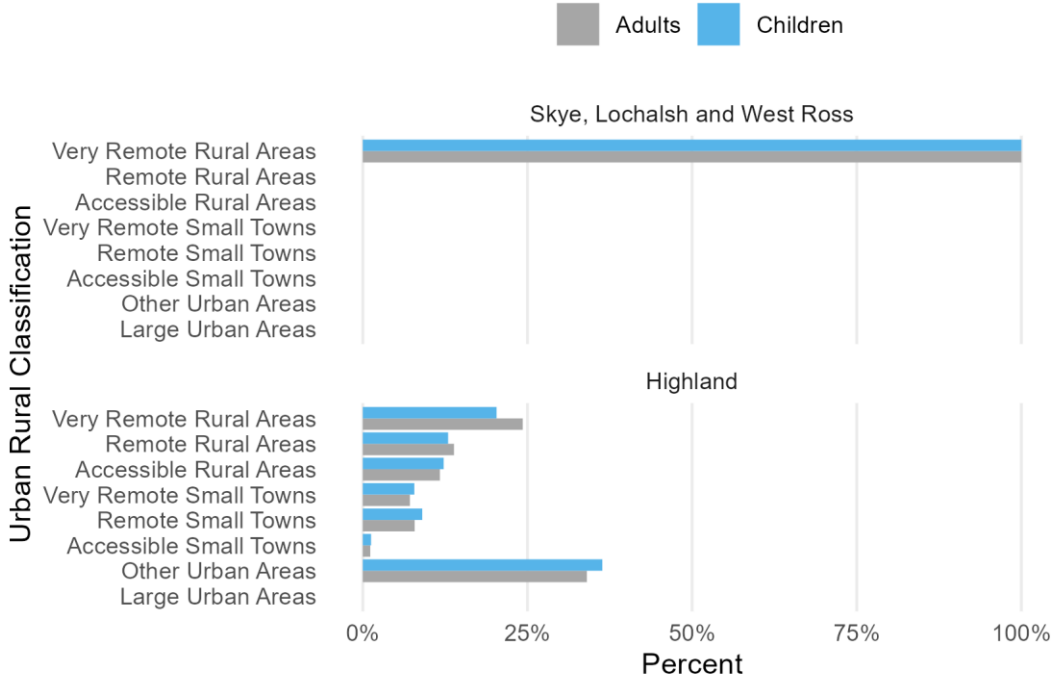 Adults Children
Skye, Lochalsh and West Ross
Very Remote Rural Areas
Remote Rural Areas
Accessible Rural Areas
Very Remote Small Towns
Remote Small Towns
Accessible Small Towns
Other Urban Areas
Large Urban Areas
Urban Rural Classification
Highland
Very Remote Rural Areas
Remote Rural Areas
Accessible Rural Areas
Very Remote Small Towns
Remote Small Towns
Accessible Small Towns
Other Urban Areas
Large Urban Areas
0% 25% 50% 75% 100%
Percent